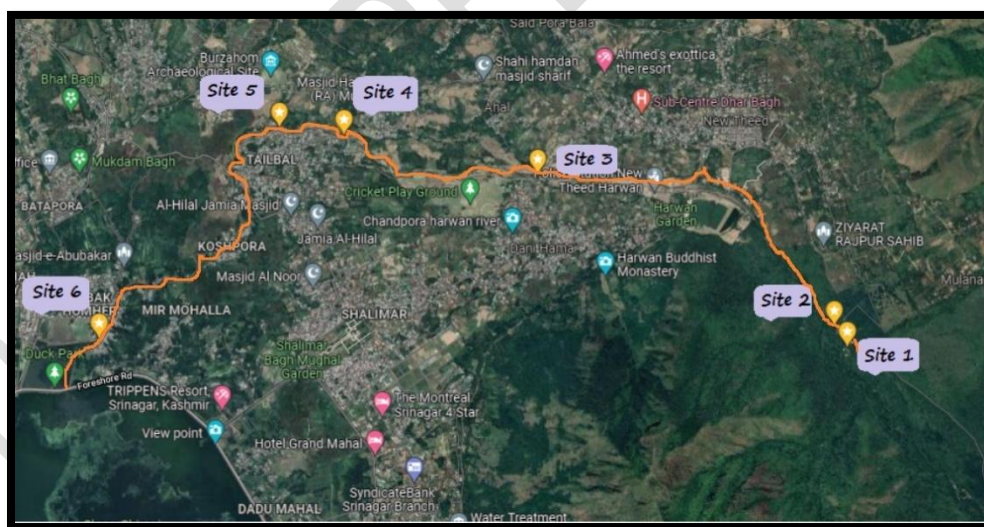 Said Pora Bala
Burzahom
Archaeological Site
Shahi hamdan
masjid sharif
Ahmed's exottica
the resort
Bhat Bagh
Site 5
Masjid Ha
(RA) M
Site 4
Ahal
Sub-Centre Dhar Bagh
New Theed
ffice
Mukdam Bagh
TAILBAL
Site 3
New
Theed Harwan
BATAPORA
Al-Hilal Jamia Masjid
Cricket Play Ground
Harwan
Garden
Chandpora harwan river
ZIYARAT
RAJPUR SAHIB
Jamia Al-Hilal
KOSHPORA
Dani Hama
asjid-e-Abubakar
Masjid Al Noor
Harwan Buddhist
Monastery
Mulana
Site 6
BAK
MIR MOHALLA
Site 2
SHALIMAR
Duck Park
Shalimar
Bagh Mughal
Garden
Site 1
Foreshore Rd
TRIPPENS Resort,
Srinagar, Kashmir
The Montreal
Srinagar 4 Star
View point
Hotel Grand Mahal
SyndicateBank
Srinagar Branch
DADU MAHAL
Water Treatment